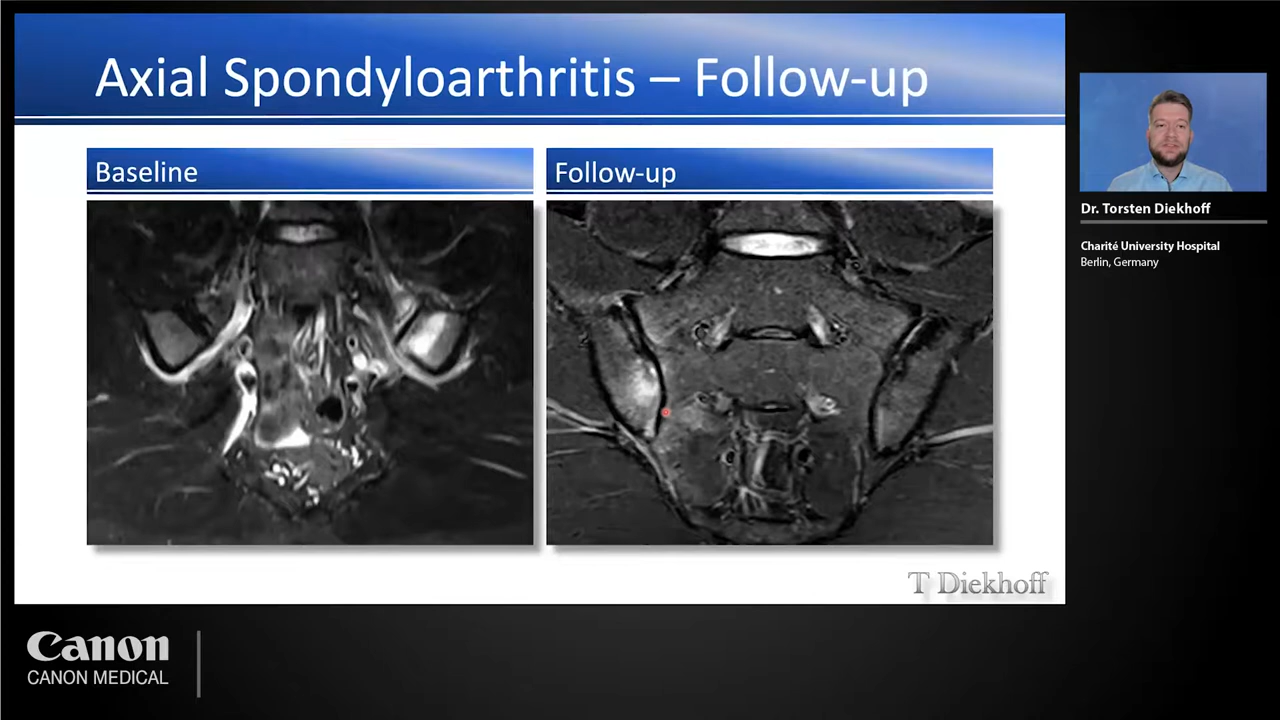 Axial Spondyloarthritis – Follow-up
Baseline
Follow-up
T Diekhoff
Dr. Torsten Diekhoff
Charité University Hospital
Berlin, Germany
Canon
CANON MEDICAL